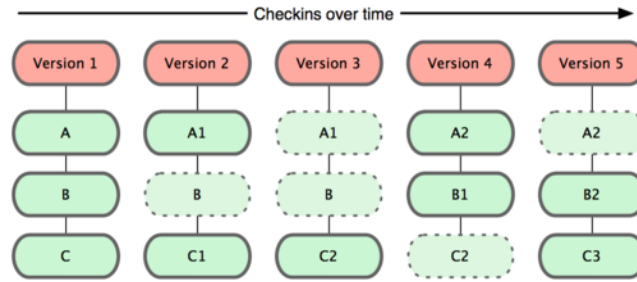 Checkins over time
Version 1 Version 2 Version 3 Version 4 Version 5
A A1 A1 A2 A2
B B B B1 B2
C C1 C2 C2 C3